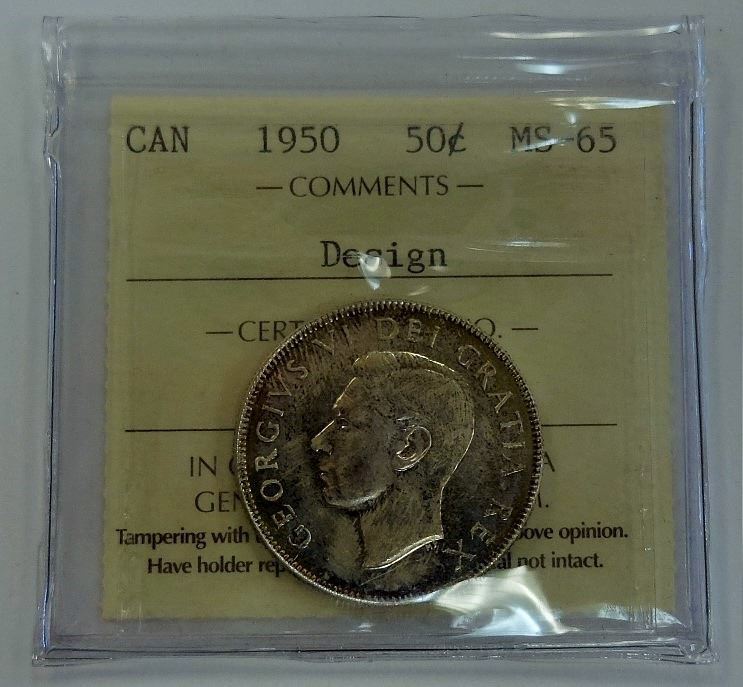 CAN 1950 50¢ MS-65
— COMMENTS —
Design
— CERT O. —
IN
GEN M.
Tampering with ove opinion.
Have holder rep al not intact.
GEORGIVS VI DEI GRATIA REX